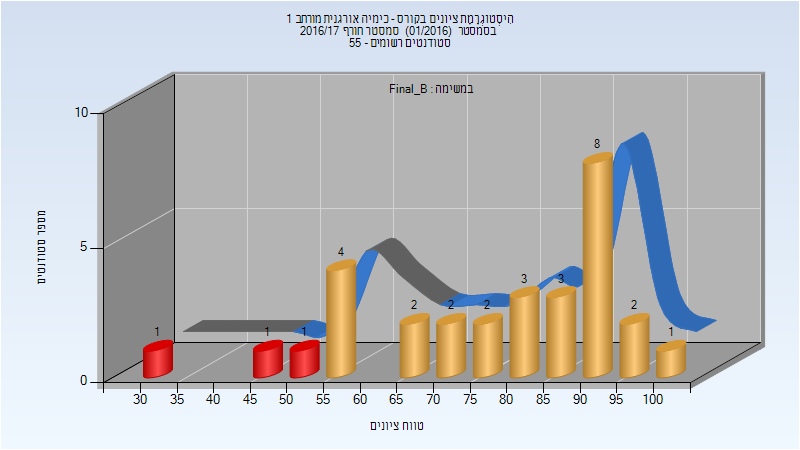 היסטוגרמת ציונים בקורס - כימיה אורגנית מורחב 1
בסמסטר (01/2016) סמסטר חורף 2016/17
סטודנטים רשומים - 55
במשימה : Final_B
מספר סטודנטים
10
5
0
1
1
1
4
2
2
2
3
3
8
2
1
30 35 40 45 50 55 60 65 70 75 80 85 90 95 100
טווח ציונים